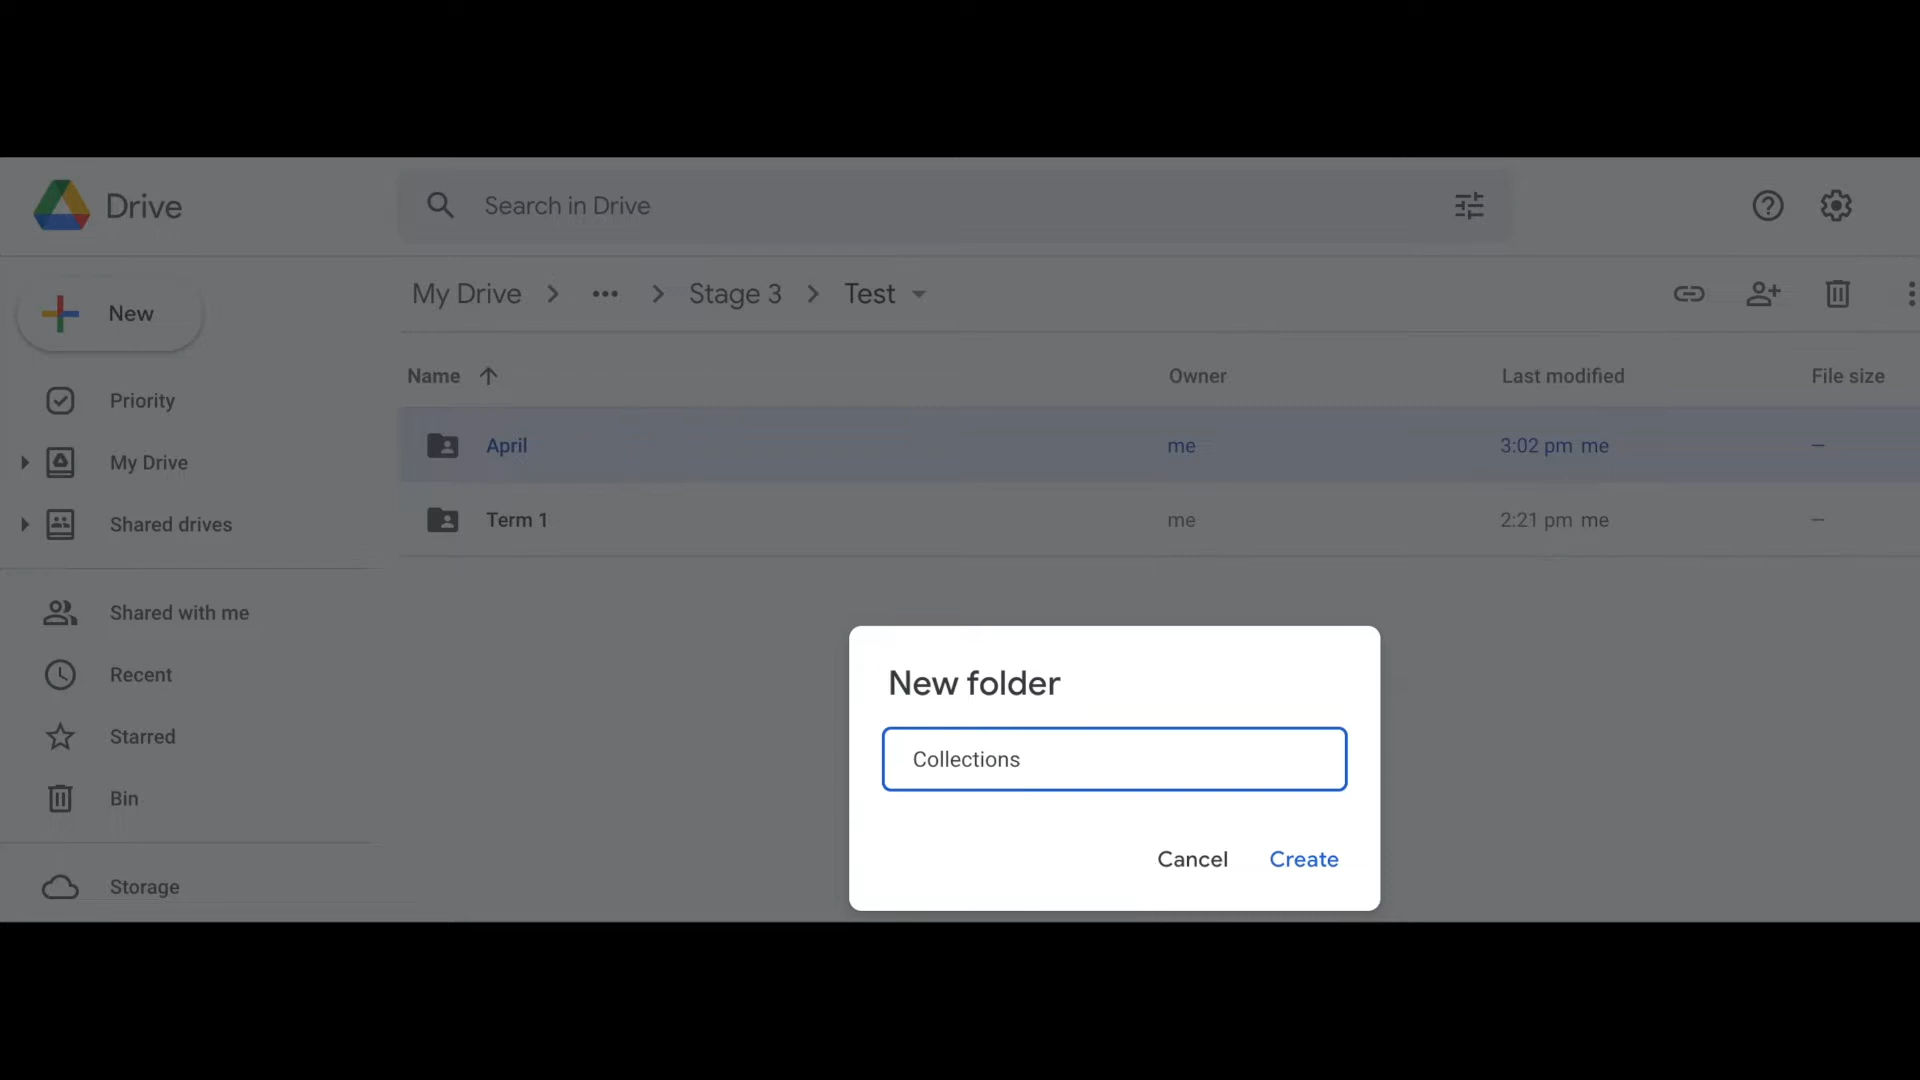 Drive
Search in Drive
New
My Drive ... Stage 3 Test
Name Owner Last modified File size
Priority
April me 3:02 pm me –
My Drive
Term 1 me 2:21 pm me –
Shared drives
Shared with me
Recent
Starred
Bin
Storage
New folder
Collections
Cancel Create